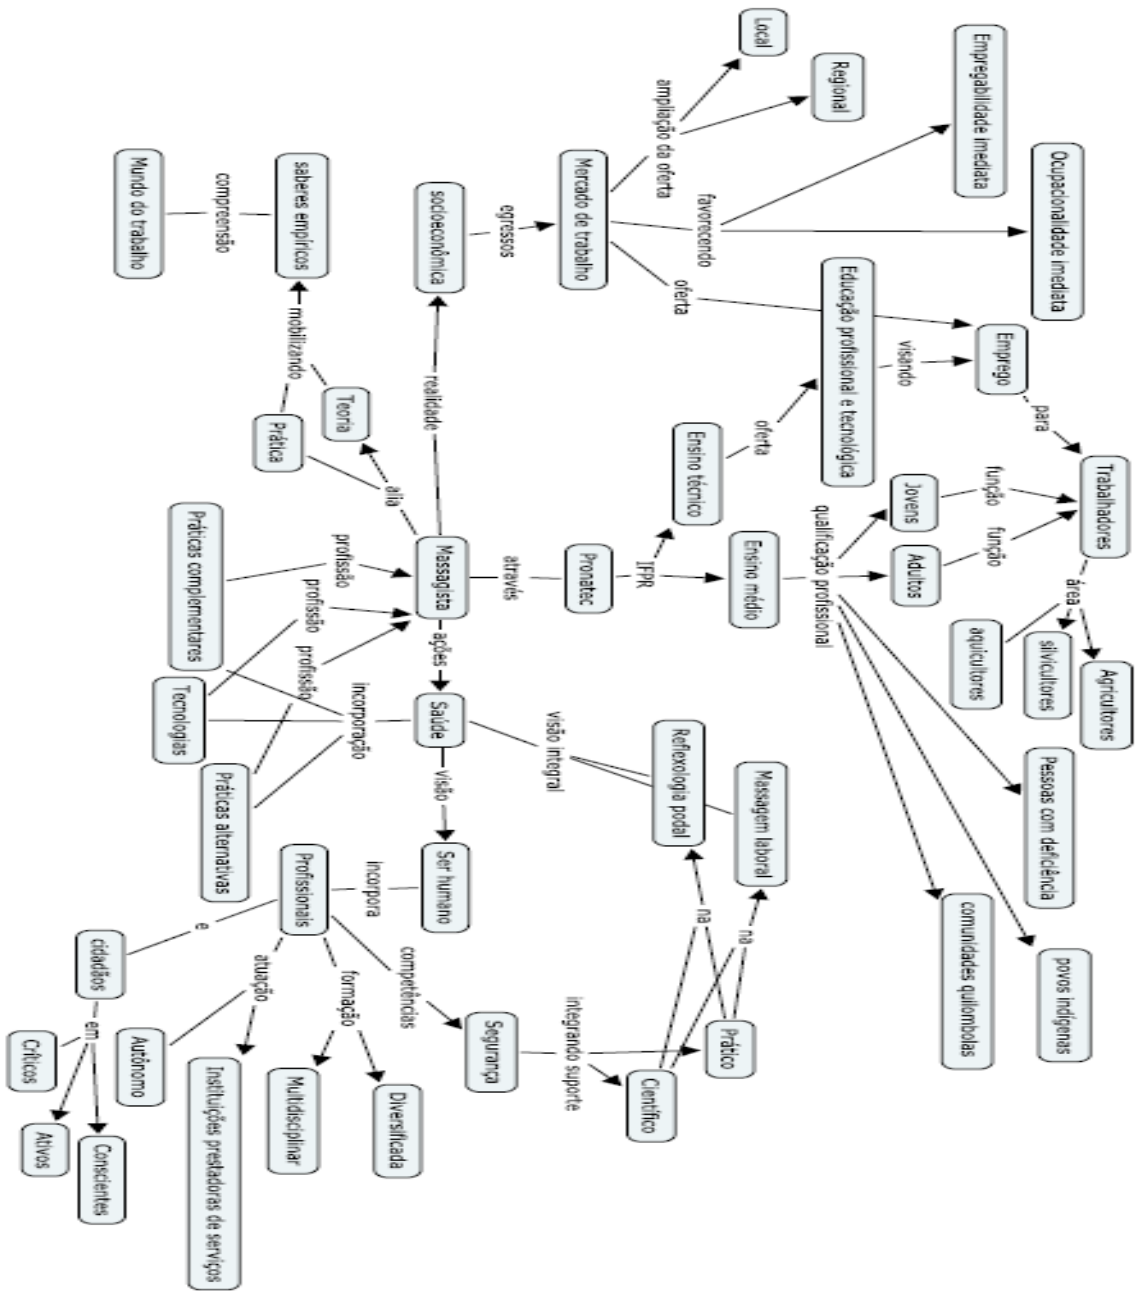 Trabalhadores
Agricultores
silvicultores
aquicultores
área
para
função
função
Ocupacionalidade imediata
Empregabilidade imediata
Emprego
Jovens
Adultos
Pessoas com deficiência
povos indígenas
comunidades quilombolas
visando
Educação profissional e tecnológica
qualificação profissional
Regional
Local
oferta
Ensino técnico
Ensino médio
Massagem laboral
Reflexologia podal
ampliação da oferta
favorecendo
oferta
IFPR
na
na
Prático
Científico
Mercado de trabalho
Pronatec
visão integral
integrando suporte
egressos
através
Segurança
socioeconômica
realidade
Massagista
ações
Saúde
visão
Ser humano
competências
Diversificada
alia
Teoria
Prática
mobilizando
saberes empíricos
compreensão
Mundo do trabalho
profissão
profissão
profissão
incorporação
incorpora
formação
Multidisciplinar
Práticas complementares
Tecnologias
Práticas alternativas
Profissionais
atuação
Instituições prestadoras de serviços
Autônomo
e
cidadãos
em
Conscientes
Ativos
Críticos